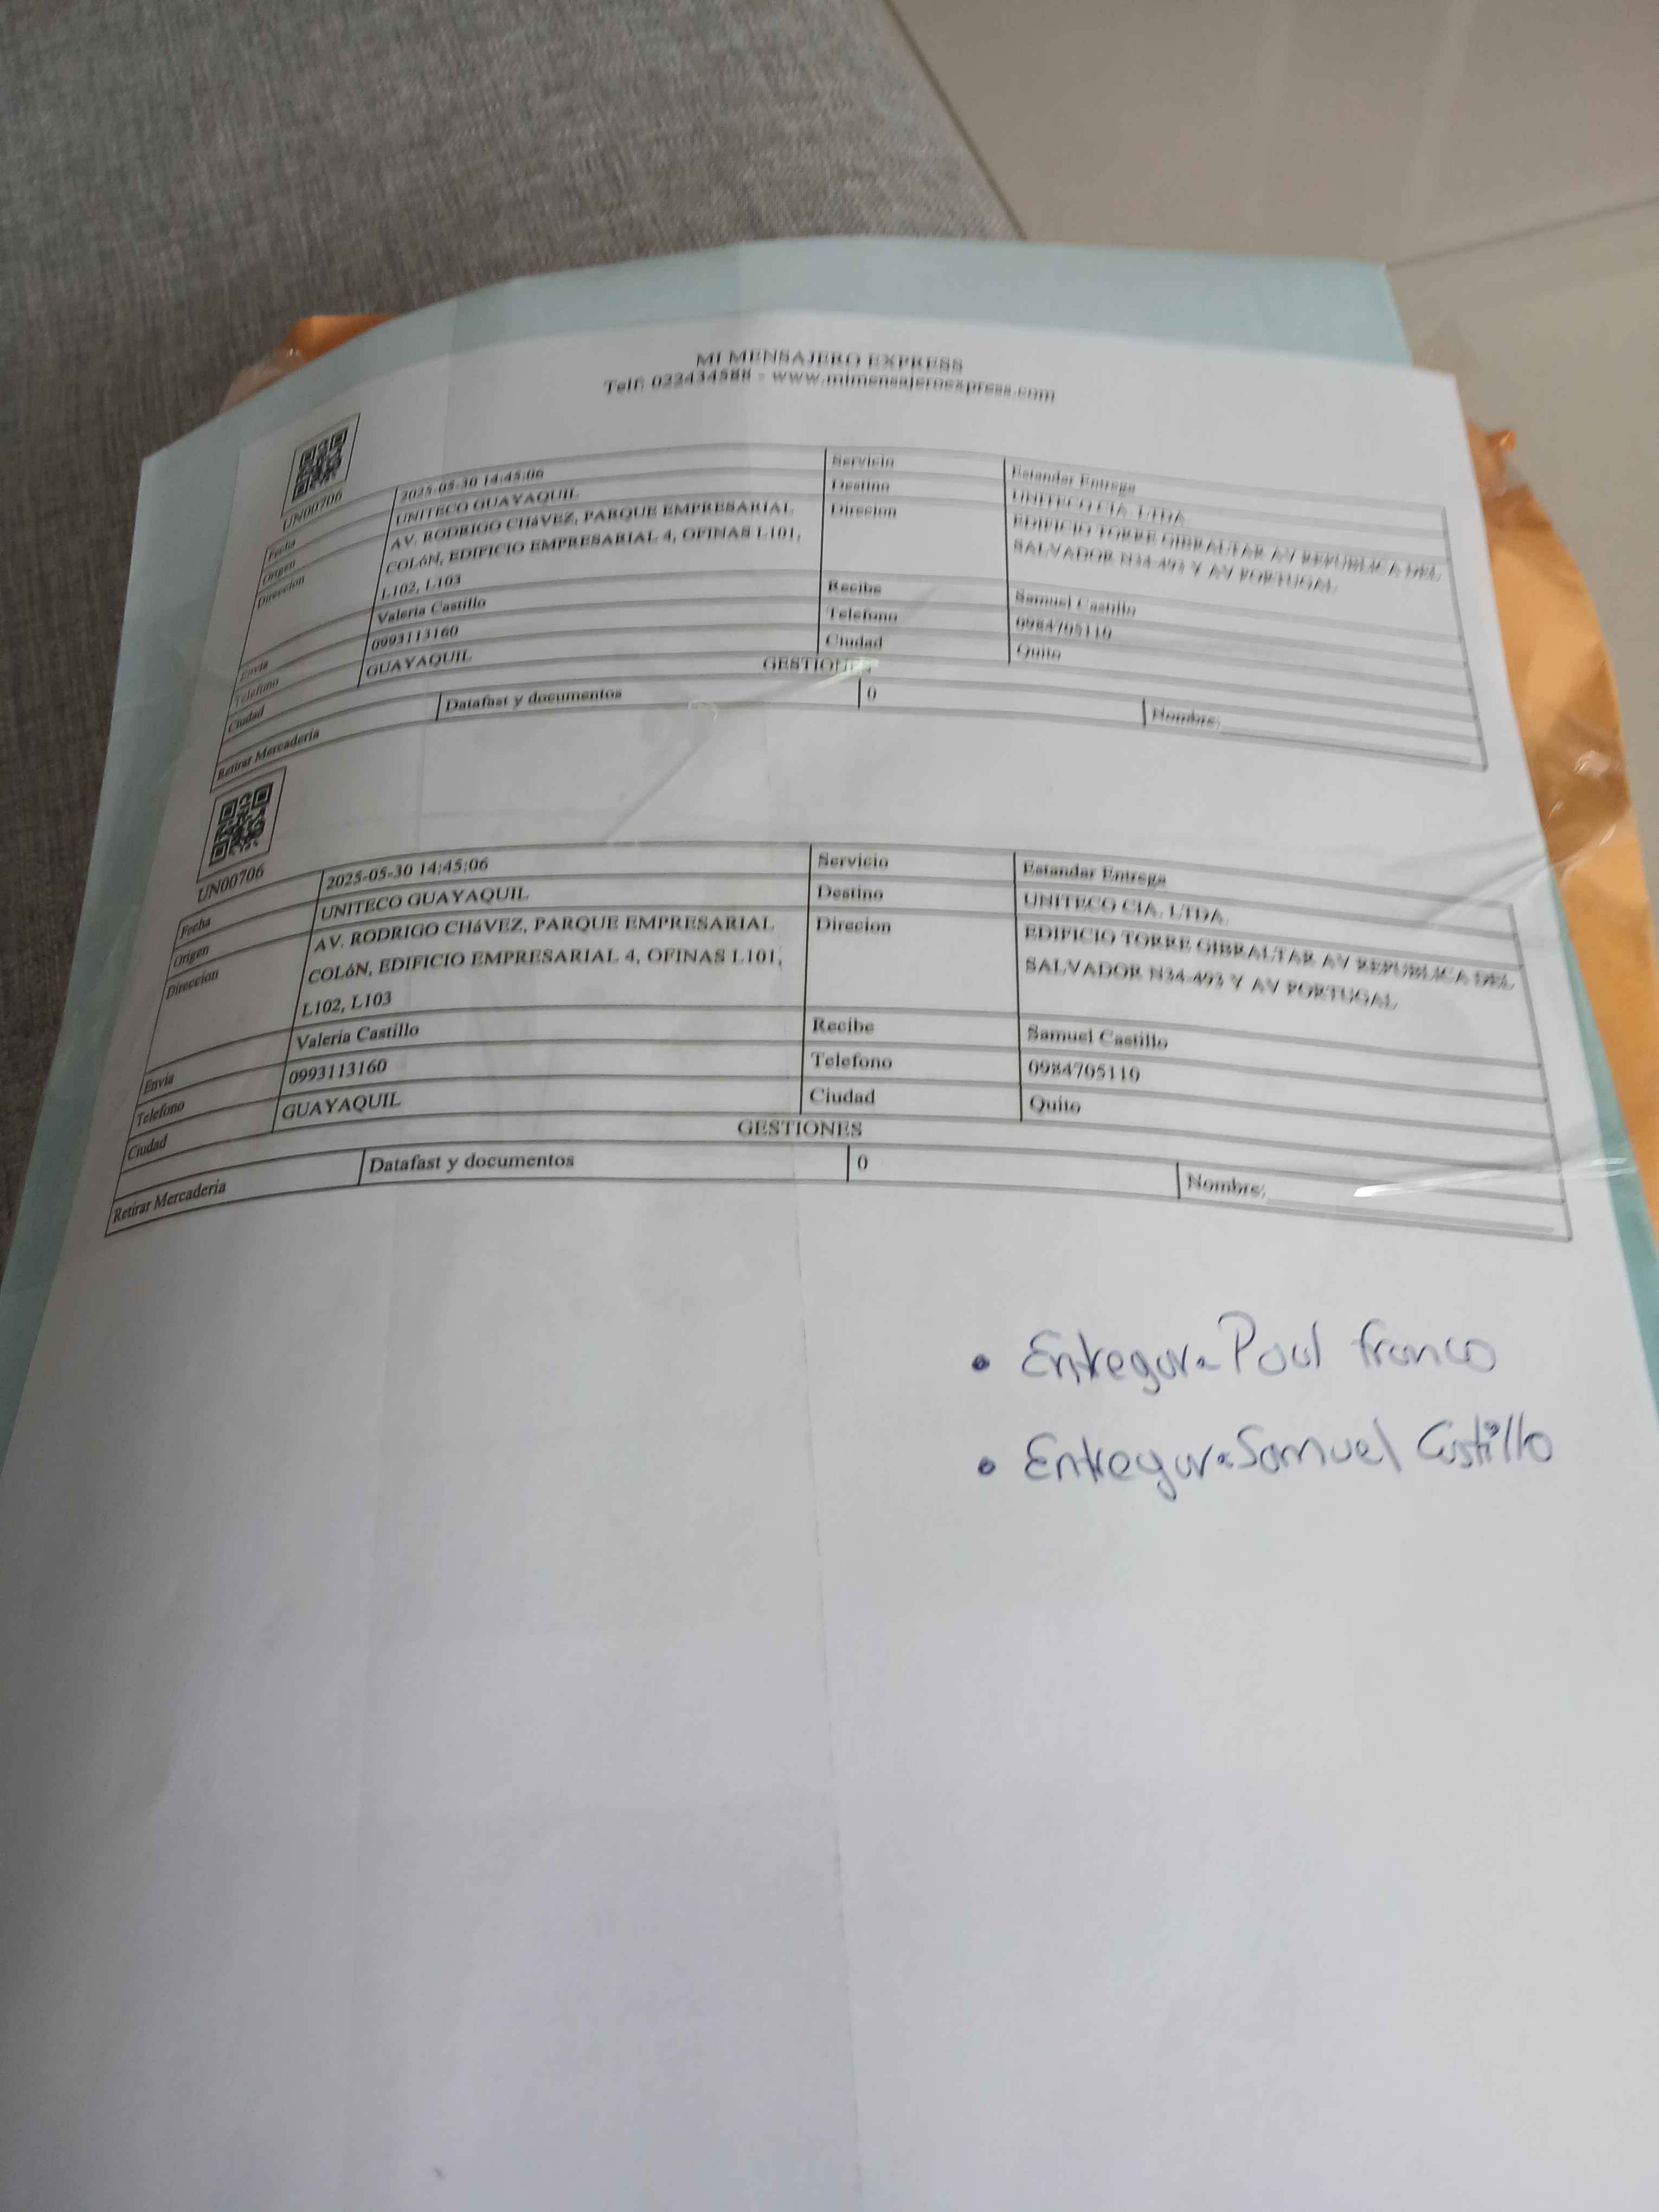 MI MENSAJERO EXPRESS
Telf: 022434588 - www.mimensajeroexpress.com
UN00706
Fecha 2025-05-30 14:45:06 Servicio Estandar Entrega
Origen UNITECO GUAYAQUIL Destino UNITECO CIA. LTDA.
Direccion AV. RODRIGO CHáVEZ, PARQUE EMPRESARIAL Direcion EDIFICIO TORRE GIBRALTAR AV REPUBLICA DEL
COLóN, EDIFICIO EMPRESARIAL 4, OFINAS L101, SALVADOR N34-493 Y AV PORTUGAL
L102, L103
Envia Valeria Castillo Recibe Samuel Castillo
Telefono 0993113160 Telefono 0984705110
Ciudad GUAYAQUIL Ciudad Quito
GESTIONES
Retirar Mercaderia Datafast y documentos 0 Nombre:
UN00706
Fecha 2025-05-30 14:45:06 Servicio Estandar Entrega
Origen UNITECO GUAYAQUIL Destino UNITECO CIA. LTDA.
Direccion AV. RODRIGO CHáVEZ, PARQUE EMPRESARIAL Direcion EDIFICIO TORRE GIBRALTAR AV REPUBLICA DEL
COLóN, EDIFICIO EMPRESARIAL 4, OFINAS L101, SALVADOR N34-493 Y AV PORTUGAL
L102, L103
Envia Valeria Castillo Recibe Samuel Castillo
Telefono 0993113160 Telefono 0984705110
Ciudad GUAYAQUIL Ciudad Quito
GESTIONES
Retirar Mercaderia Datafast y documentos 0 Nombre:
• Entregar a Paul Franco
• Entregar a Samuel Castillo